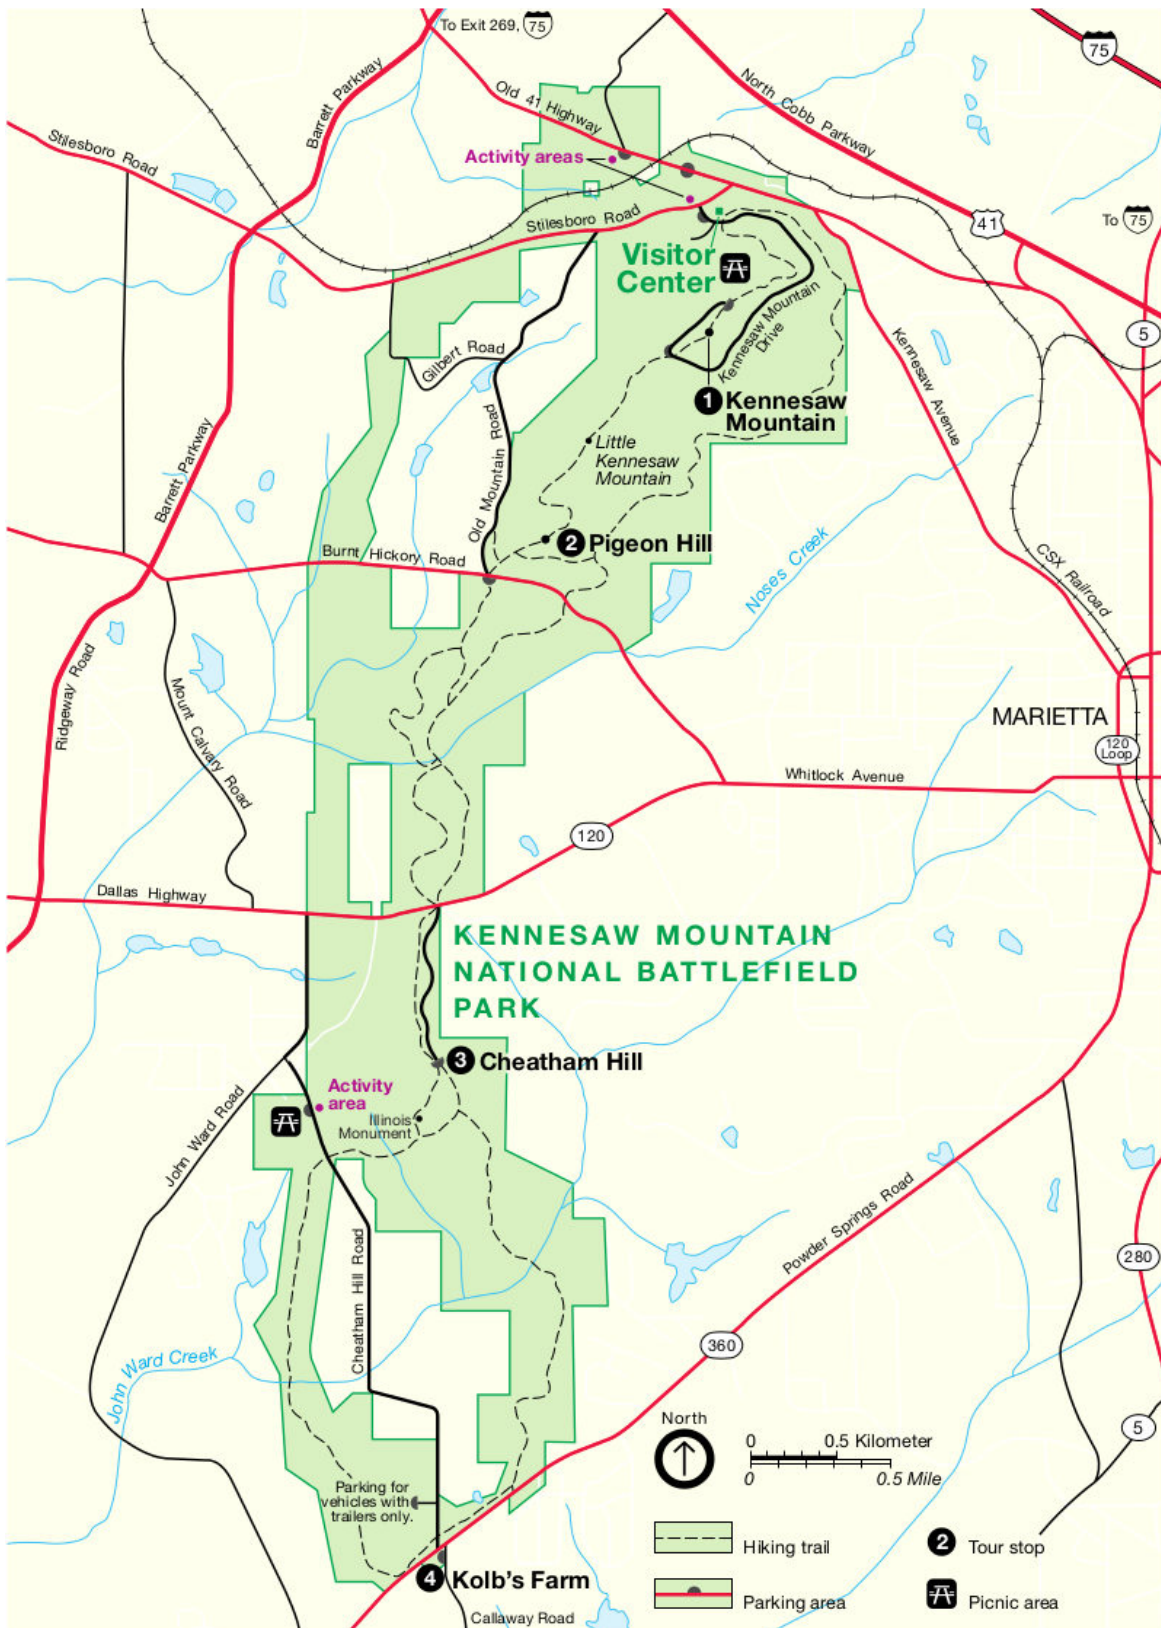 To Exit 269,
75
75
Barrett Parkway
Old 41 Highway
North Cobb Parkway
Stilesboro Road
Activity areas
41
To
75
Stilesboro Road
Visitor
Center
Kennesaw Mountain
Drive
5
Gilbert Road
Kennesaw Avenue
1
Kennesaw
Mountain
Barrett Parkway
Old Mountain Road
Little
Kennesaw
Mountain
2
Pigeon Hill
Burnt Hickory Road
Noses Creek
CSX Railroad
Ridgeway Road
Mount Calvary Road
MARIETTA
120
Loop
Whitlock Avenue
120
Dallas Highway
KENNESAW MOUNTAIN
NATIONAL BATTLEFIELD
PARK
3
Cheatham Hill
Activity
area
Illinois
Monument
John Ward Road
Powder Springs Road
Cheatham Hill Road
280
John Ward Creek
360
North
0
0.5 Kilometer
0
0.5 Mile
5
Parking for
vehicles with
trailers only.
Hiking trail
2
Tour stop
4
Kolb's Farm
Parking area
Picnic area
Callaway Road